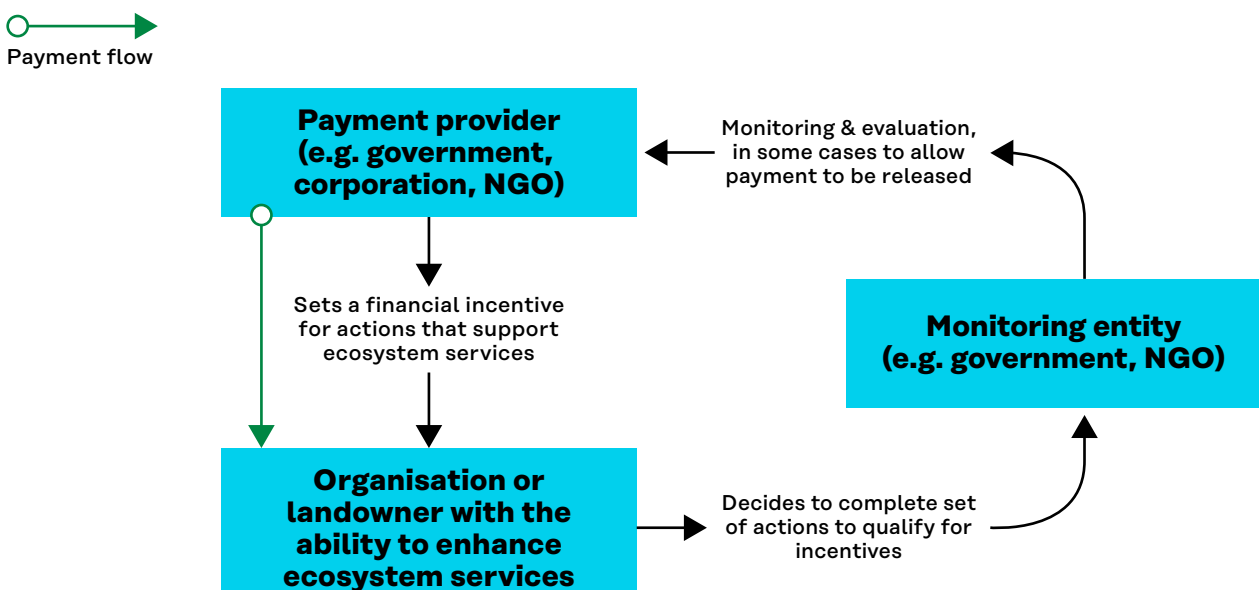 Payment flow
Payment provider
(e.g. government,
corporation, NGO)
Monitoring & evaluation,
in some cases to allow
payment to be released
Sets a financial incentive
for actions that support
ecosystem services
Monitoring entity
(e.g. government, NGO)
Organisation or
landowner with the
ability to enhance
ecosystem services
Decides to complete set
of actions to qualify for
incentives